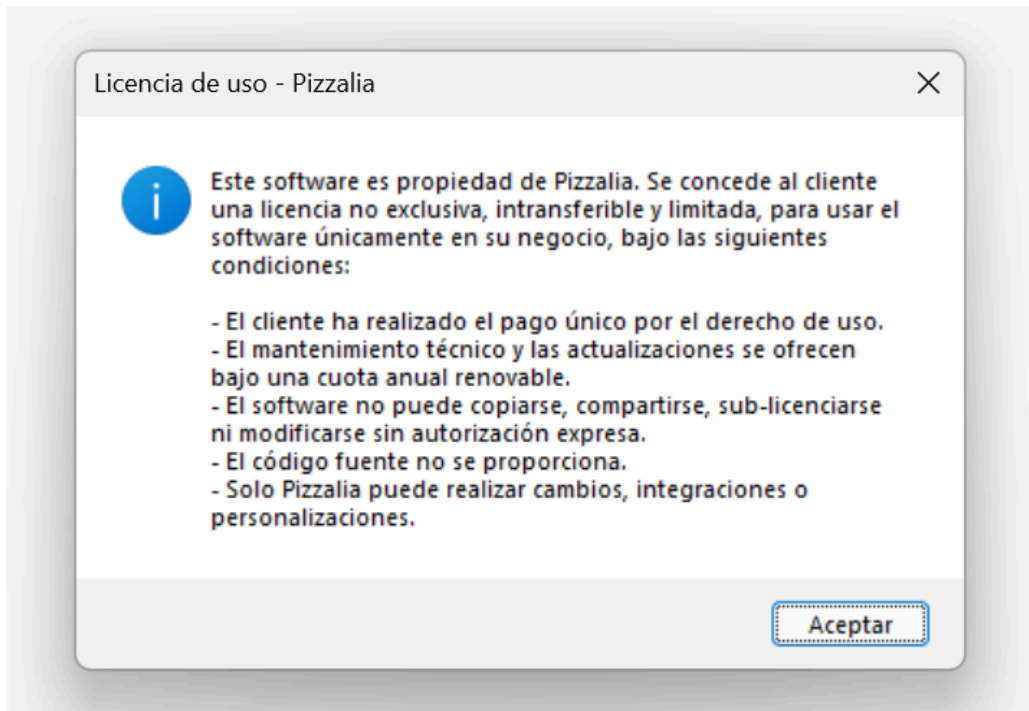 Licencia de uso - Pizzalia
Este software es propiedad de Pizzalia. Se concede al cliente
una licencia no exclusiva, intransferible y limitada, para usar el
software únicamente en su negocio, bajo las siguientes
condiciones:
- El cliente ha realizado el pago único por el derecho de uso.
- El mantenimiento técnico y las actualizaciones se ofrecen
bajo una cuota anual renovable.
- El software no puede copiarse, compartirse, sub-licenciarse
ni modificarse sin autorización expresa.
- El código fuente no se proporciona.
- Solo Pizzalia puede realizar cambios, integraciones o
personalizaciones.
Aceptar